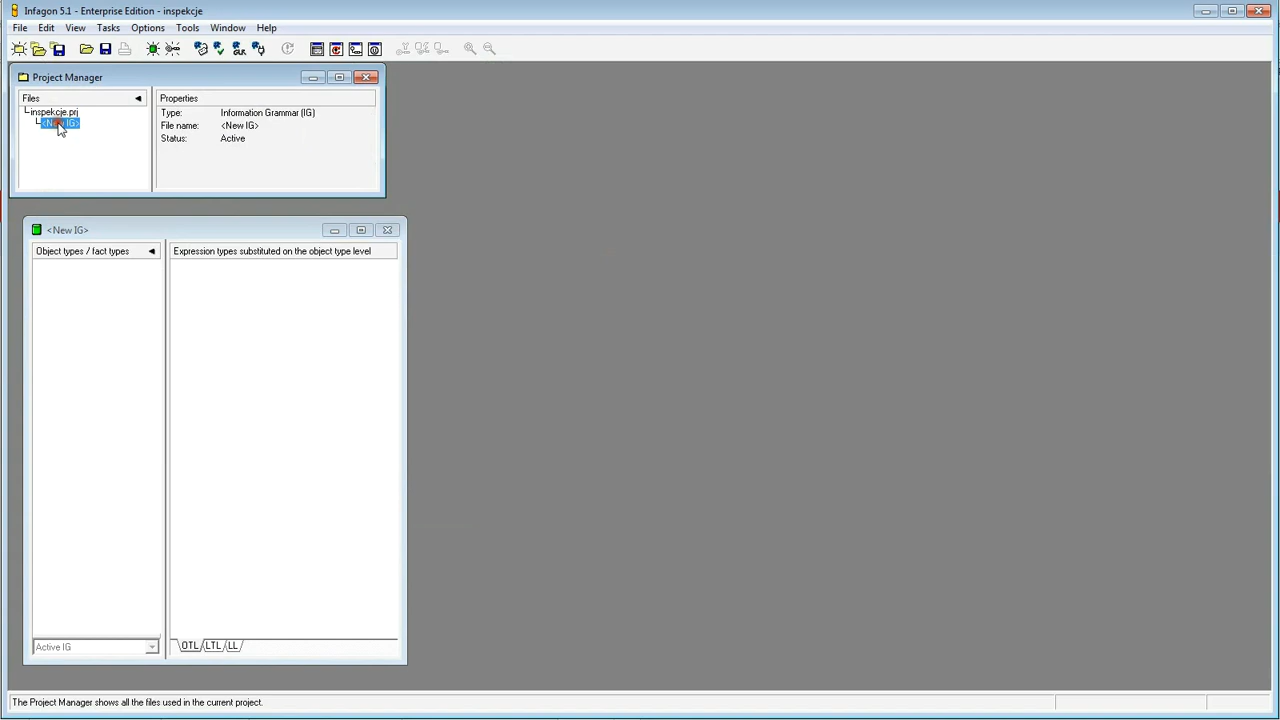 Infagon 5.1 - Enterprise Edition - inspekcje
File Edit View Tasks Options Tools Window Help
Project Manager
Files
Properties
inspekcje.prj
<New IG>
Type: Information Grammar (IG)
File name: <New IG>
Status: Active
<New IG>
Object types / fact types
Expression types substituted on the object type level
Active IG
OTL LTL LL
The Project Manager shows all the files used in the current project.